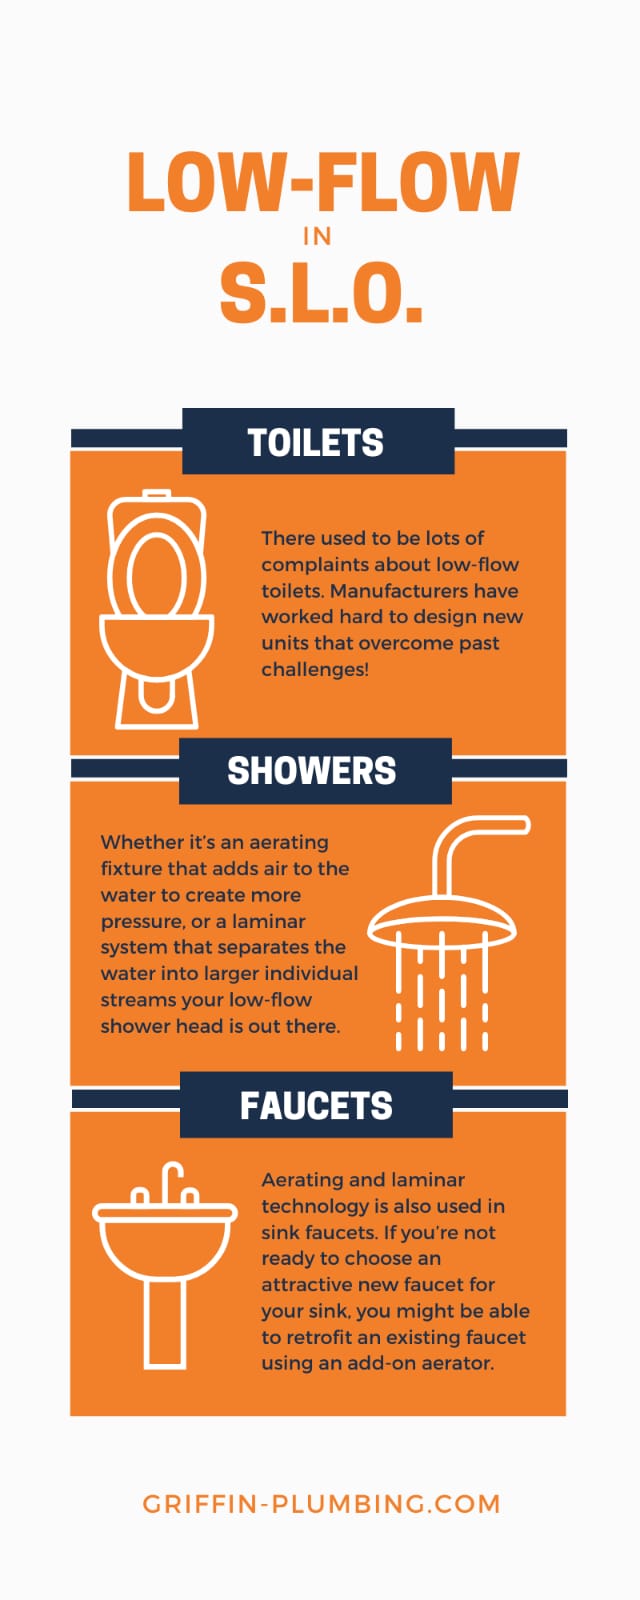 LOW-FLOW
IN
S.L.O.
TOILETS
There used to be lots of
complaints about low-flow
toilets. Manufacturers have
worked hard to design new
units that overcome past
challenges!
SHOWERS
Whether it's an aerating
fixture that adds air to the
water to create more
pressure, or a laminar
system that separates the
water into larger individual
streams your low-flow
shower head is out there.
FAUCETS
Aerating and laminar
technology is also used in
sink faucets. If you're not
ready to choose an
attractive new faucet for
your sink, you might be able
to retrofit an existing faucet
using an add-on aerator.
GRIFFIN-PLUMBING.COM